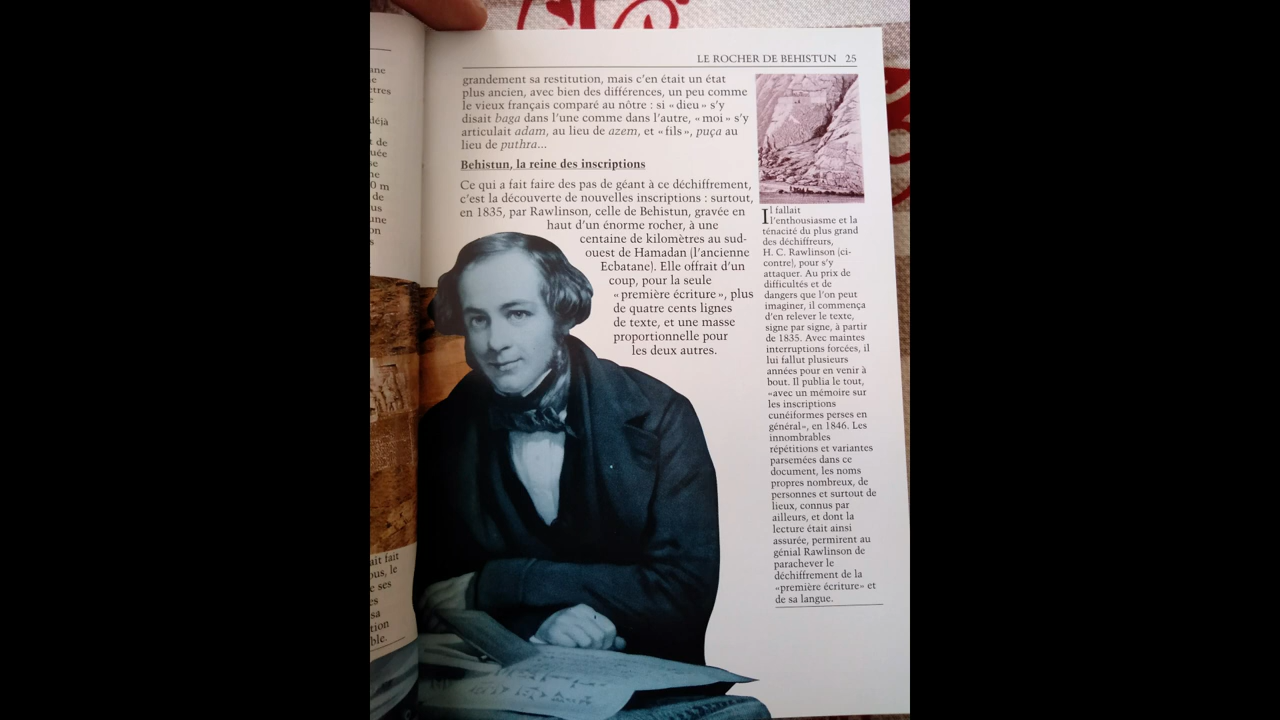 LE ROCHER DE BEHISTUN 25
grandement sa restitution, mais c'en était un état
plus ancien, avec bien des différences, un peu comme
le vieux français comparé au nôtre : si « dieu » s'y
disait baga dans l'une comme dans l'autre, « moi » s'y
articulait adam, au lieu de azem, et « fils », puça au
lieu de puthra...
Behistun, la reine des inscriptions
Ce qui a fait faire des pas de géant à ce déchiffrement,
c'est la découverte de nouvelles inscriptions : surtout,
en 1835, par Rawlinson, celle de Behistun, gravée en
haut d'un énorme rocher, à une
centaine de kilomètres au sud-
ouest de Hamadan (l'ancienne
Ecbatane). Elle offrait d'un
coup, pour la seule
« première écriture », plus
de quatre cents lignes
de texte, et une masse
proportionnelle pour
les deux autres.
Il fallait
l'enthousiasme et la
ténacité du plus grand
des déchiffreurs,
H. C. Rawlinson (ci-
contre), pour s'y
attaquer. Au prix de
difficultés et de
dangers que l'on peut
imaginer, il commença
d'en relever le texte,
signe par signe, à partir
de 1835. Avec maintes
interruptions forcées, il
lui fallut plusieurs
années pour en venir à
bout. Il publia le tout,
«avec un mémoire sur
les inscriptions
cunéiformes perses en
général», en 1846. Les
innombrables
répétitions et variantes
parsemées dans ce
document, les noms
propres nombreux, de
personnes et surtout de
lieux, connus par
ailleurs, et dont la
lecture était ainsi
assurée, permirent au
génial Rawlinson de
parachever le
déchiffrement de la
«première écriture» et
de sa langue.